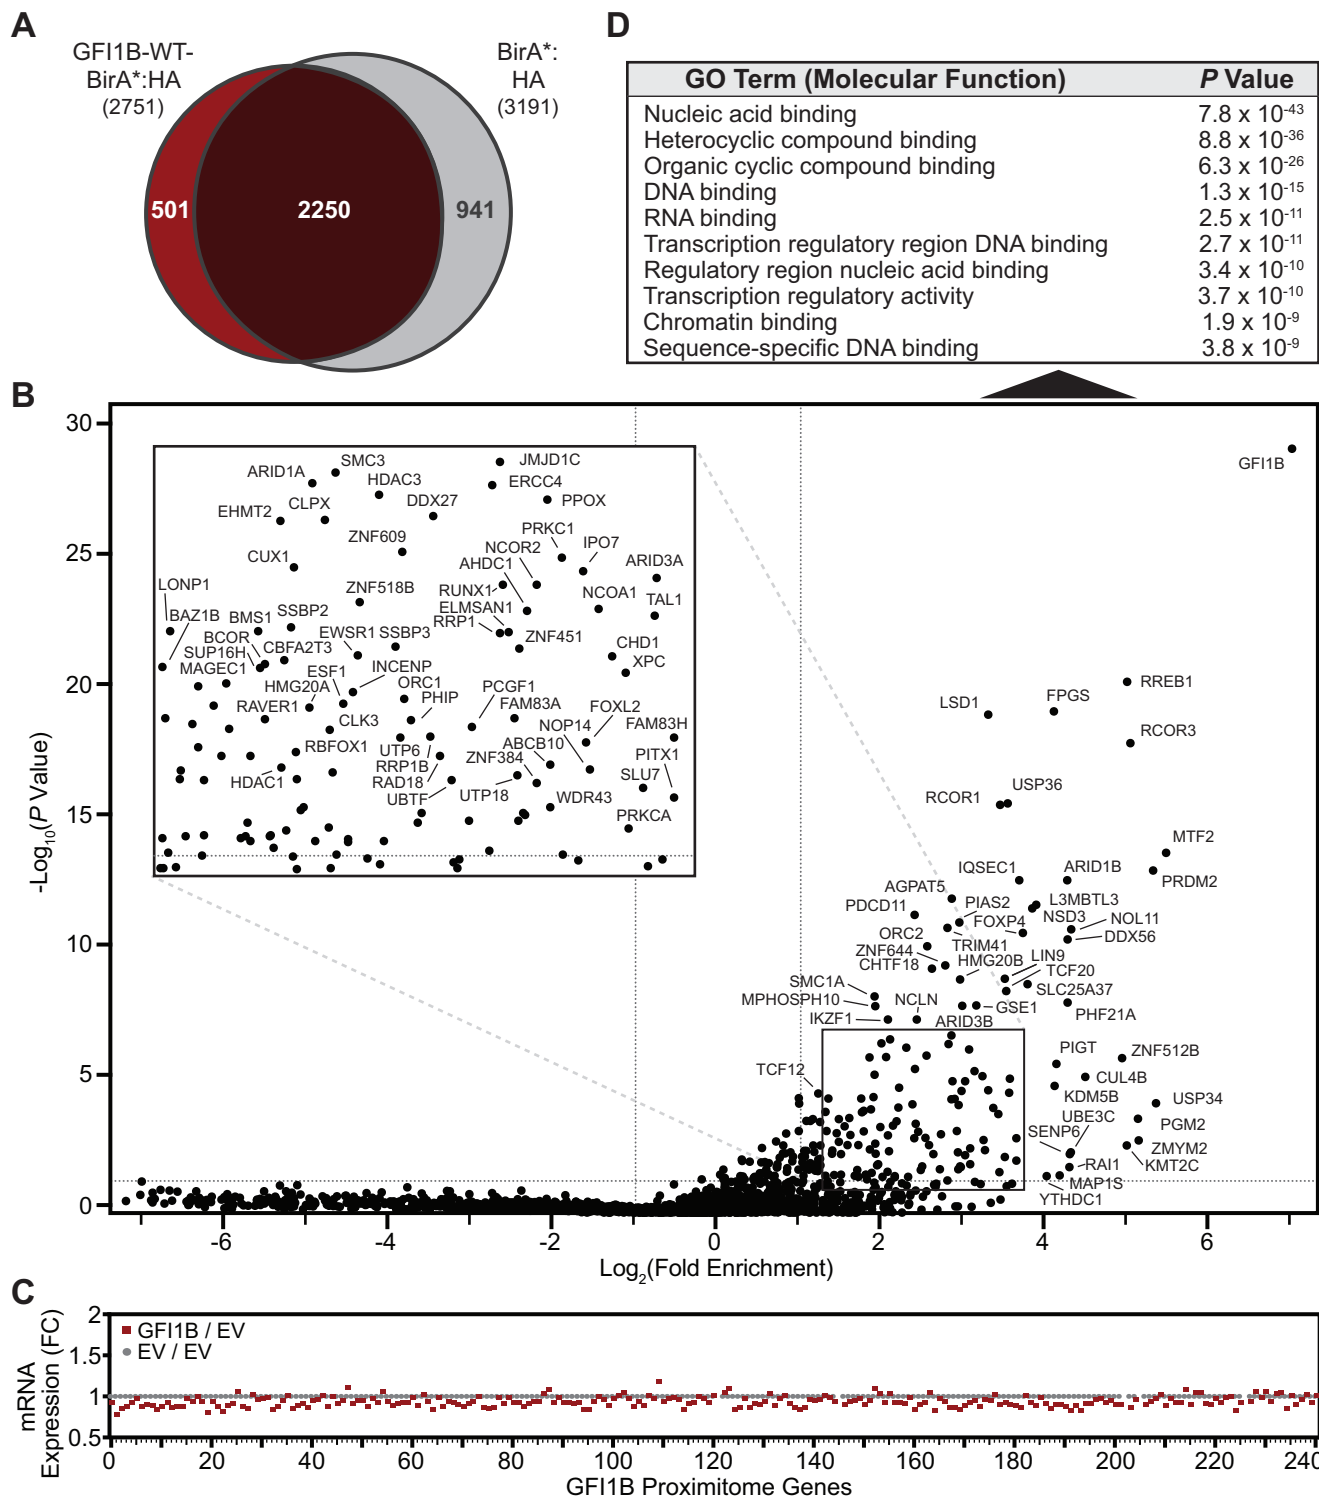 A
GFI1B-WT-
BirA*:HA
(2751)
BirA*:
HA
(3191)
501
2250
941
D
GO Term (Molecular Function) P Value
Nucleic acid binding 7.8 x 10-43
Heterocyclic compound binding 8.8 x 10-36
Organic cyclic compound binding 6.3 x 10-26
DNA binding 1.3 x 10-15
RNA binding 2.5 x 10-11
Transcription regulatory region DNA binding 2.7 x 10-11
Regulatory region nucleic acid binding 3.4 x 10-10
Transcription regulatory activity 3.7 x 10-10
Chromatin binding 1.9 x 10-9
Sequence-specific DNA binding 3.8 x 10-9
B
-Log10(P Value)
30
25
20
15
10
5
0
ARID1A
SMC3
JMJD1C
HDAC3
ERCC4
EHMT2
CLPX
DDX27
PPOX
ZNF609
PRKC1
CUX1
NCOR2
IPO7
AHDC1
ARID3A
LONP1
ZNF518B
RUNX1
NCOA1
TAL1
BAZ1B
BMS1
SSBP2
ELMSAN1
RRP1
BCOR
EWSR1
SSBP3
ZNF451
CHD1
SUP16H
CBFA2T3
XPC
MAGEC1
ESF1
INCENP
HMG20A
ORC1
PCGF1
RAVER1
PHIP
FAM83A
FOXL2
CLK3
NOP14
FAM83H
RBFOX1
UTP6
ABCB10
RRP1B
ZNF384
PITX1
HDAC1
RAD18
SLU7
UBTF
UTP18
WDR43
PRKCA
GFI1B
RREB1
LSD1
FPGS
RCOR3
RCOR1
USP36
MTF2
IQSEC1
ARID1B
PRDM2
AGPAT5
PDCD11
PIAS2
L3MBTL3
FOXP4
NSD3
NOL11
ORC2
DDX56
ZNF644
TRIM41
CHTF18
HMG20B
LIN9
TCF20
SMC1A
SLC25A37
MPHOSPH10
NCLN
GSE1
IKZF1
ARID3B
PHF21A
TCF12
PIGT
ZNF512B
CUL4B
KDM5B
USP34
UBE3C
PGM2
SENP6
ZMYM2
RAI1
KMT2C
MAP1S
YTHDC1
-6
-4
-2
0
2
4
6
Log2(Fold Enrichment)
C
mRNA
Expression (FC)
2
1.5
1
0.5
GFI1B / EV
EV / EV
0
20
40
60
80
100
120
140
160
180
200
220
240
GFI1B Proximitome Genes